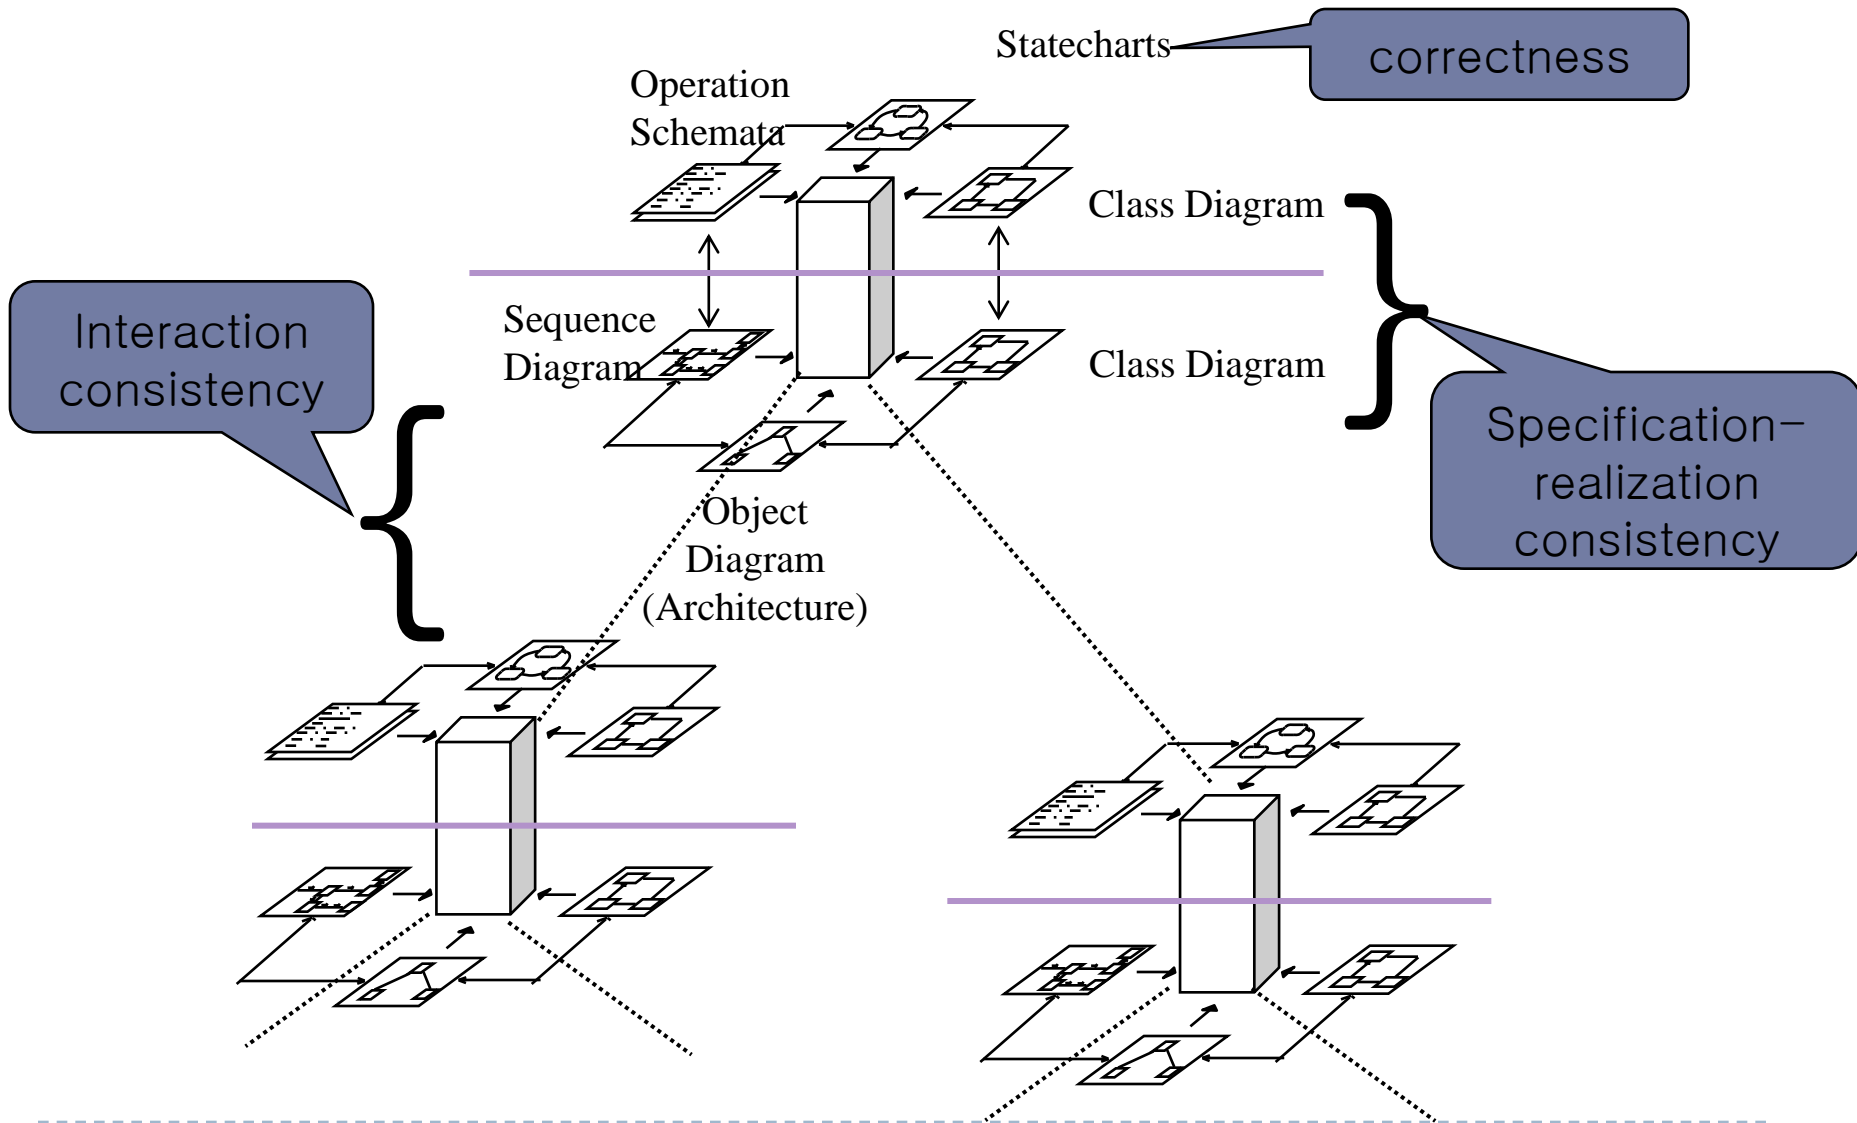 Statecharts
correctness
Operation
Schemata
Class Diagram
Interaction
consistency
Sequence
Diagram
Class Diagram
Specification-
realization
consistency
Object
Diagram
(Architecture)